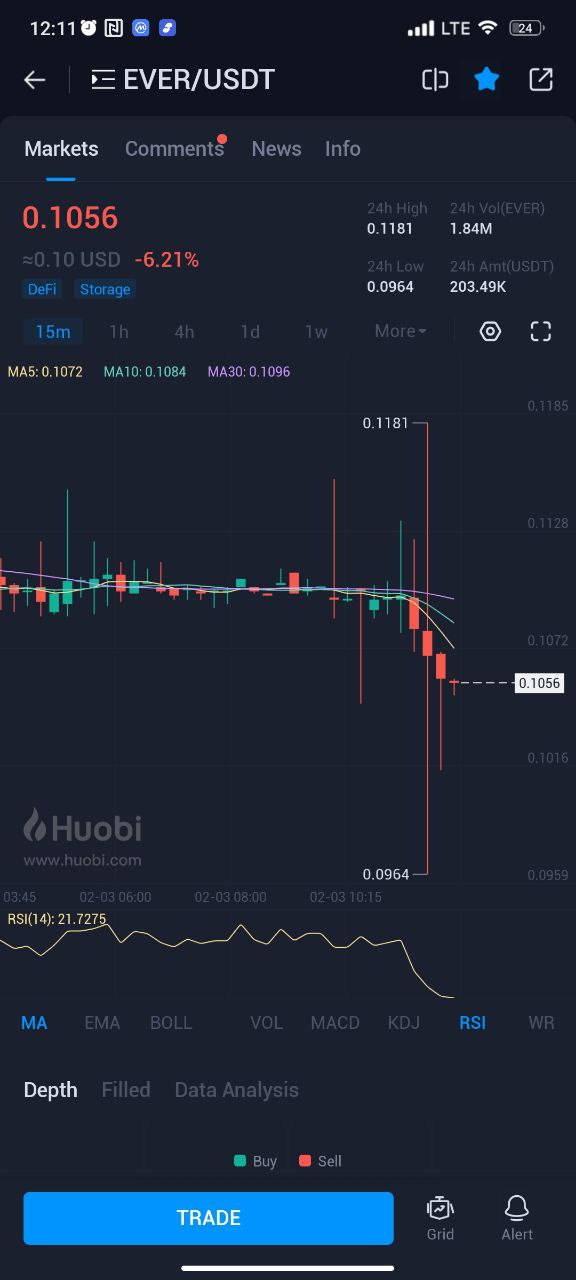 12:11 LTE 24
EVER/USDT
Markets Comments News Info
0.1056
≈0.10 USD -6.21%
DeFi Storage
24h High 24h Vol(EVER)
0.1181 1.84M
24h Low 24h Amt(USDT)
0.0964 203.49K
15m 1h 4h 1d 1w More
MA5: 0.1072 MA10: 0.1084 MA30: 0.1096
0.1185
0.1181
0.1128
0.1072
0.1056
0.1016
Huobi
www.huobi.com
0.0964
0.0959
03:45 02-03 06:00 02-03 08:00 02-03 10:15
RSI(14): 21.7275
MA EMA BOLL VOL MACD KDJ RSI WR
Depth Filled Data Analysis
Buy Sell
TRADE
Grid Alert